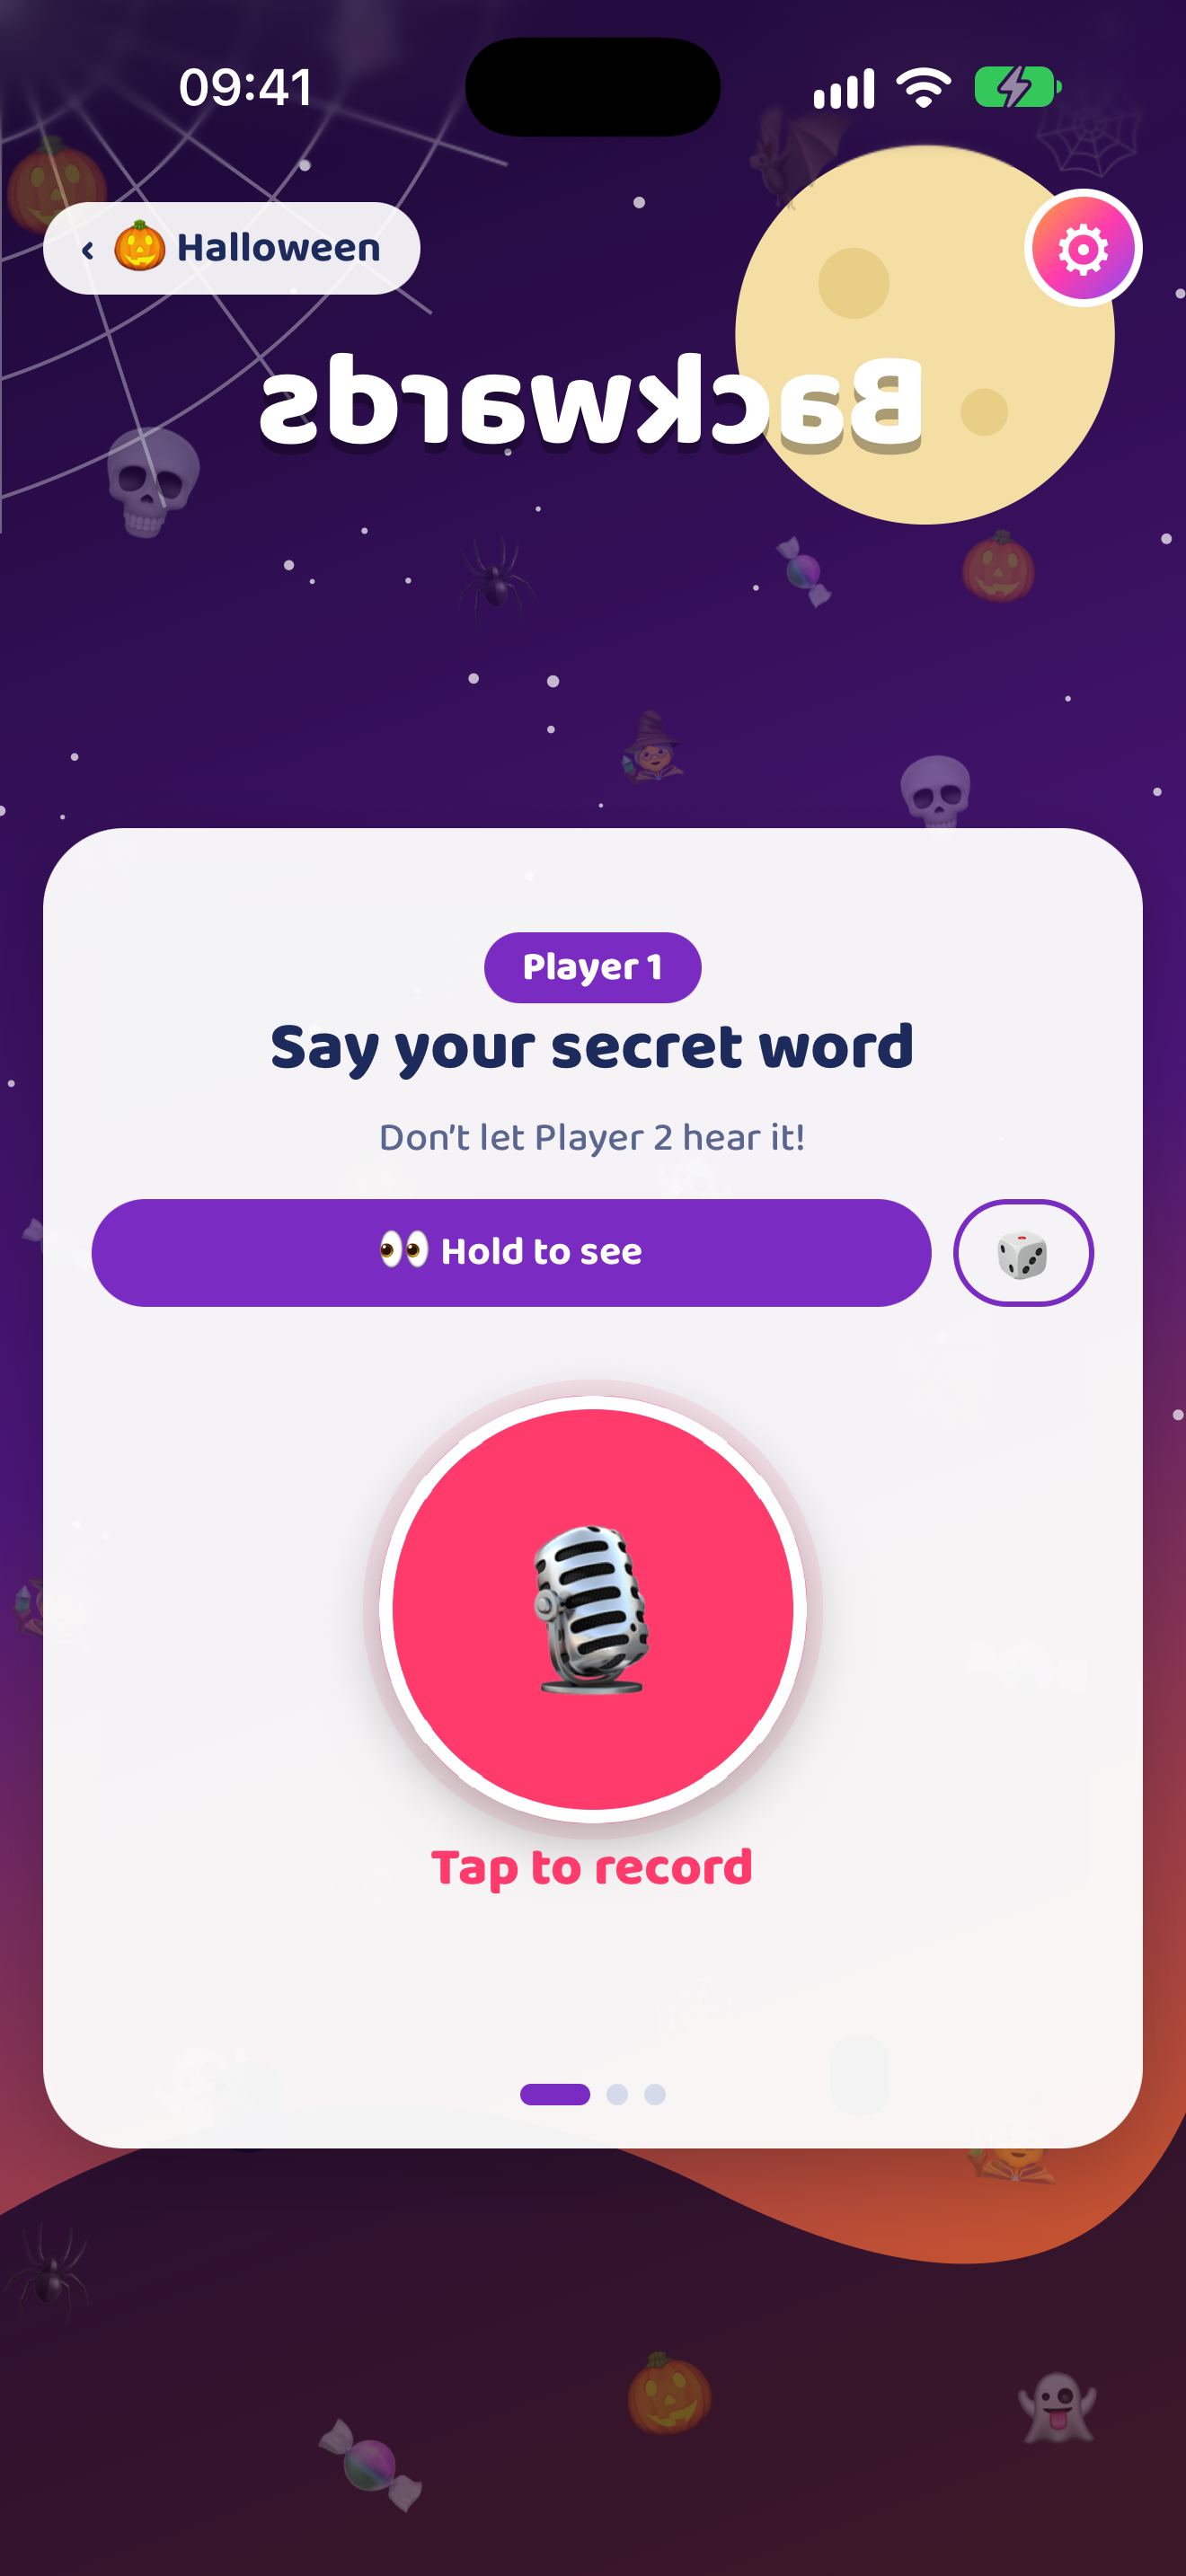 09:41
‹ 🎃 Halloween
Backwards
Player 1
Say your secret word
Don't let Player 2 hear it!
👀 Hold to see
Tap to record